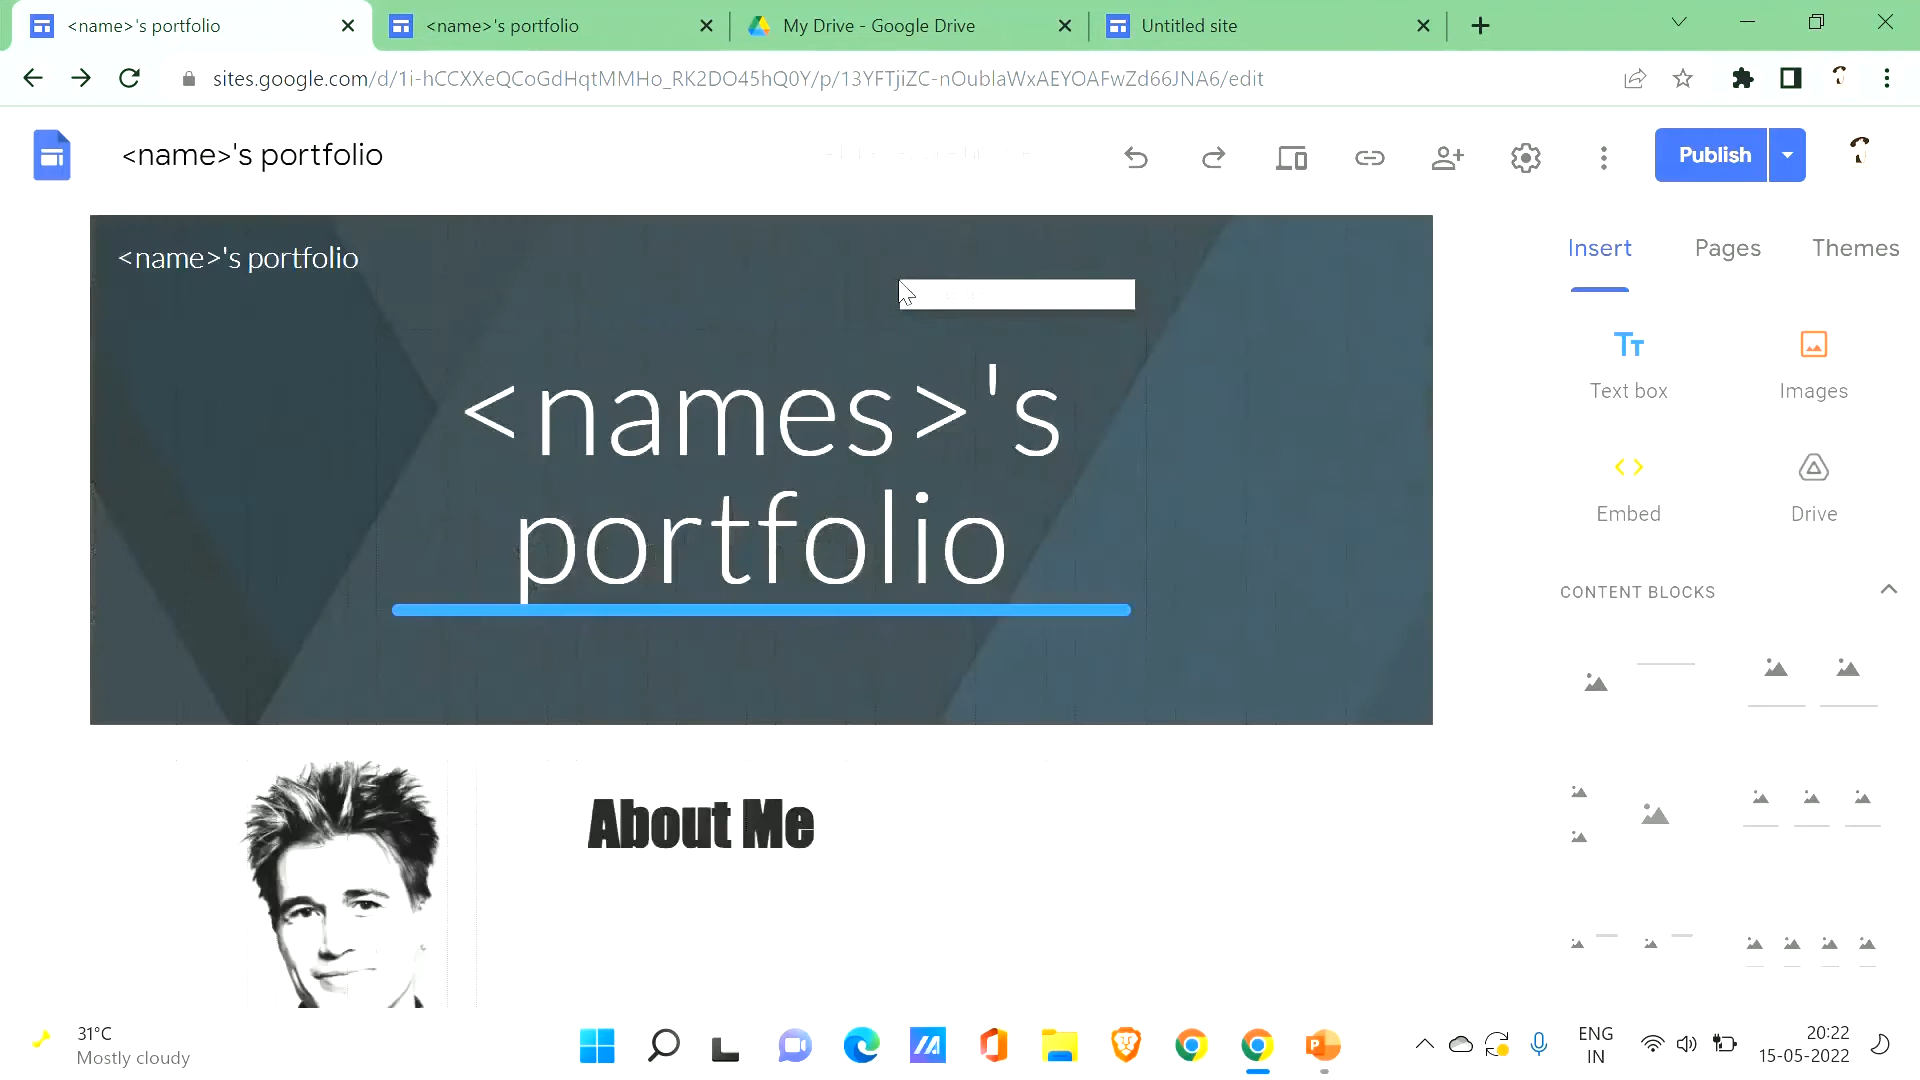 <name>'s portfolio
<name>'s portfolio
My Drive - Google Drive
Untitled site
sites.google.com/d/1i-hCCXXeQCoGdHqtMMHo_RK2DO45hQ0Y/p/13YFTjiZC-nOublaWxAEYOAFwZd66JNA6/edit
<name>'s portfolio
Publish
<name>'s portfolio
<names>'s
portfolio
About Me
Insert
Pages
Themes
Tт
Text box
Images
Embed
Drive
CONTENT BLOCKS
31°C
Mostly cloudy
P
ENG
IN
20:22
15-05-2022